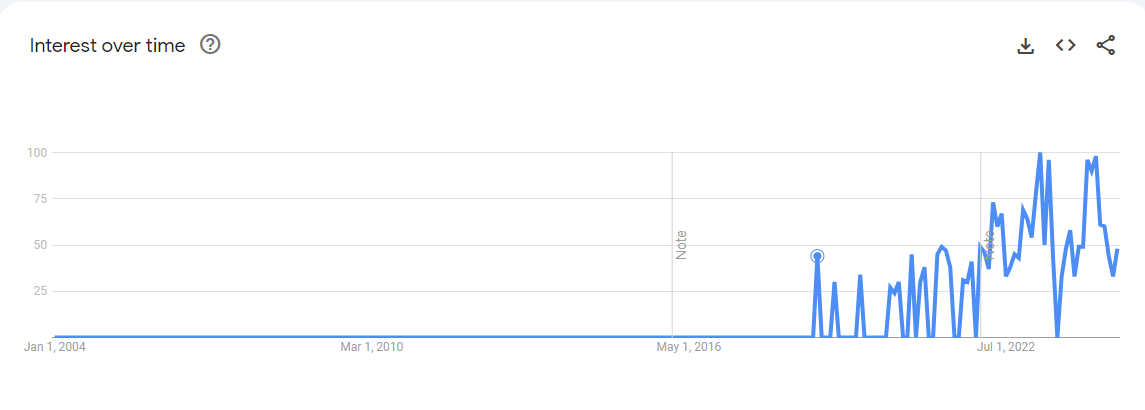 Interest over time
100
75
50
25
Note
Note
Jan 1, 2004
Mar 1, 2010
May 1, 2016
Jul 1, 2022